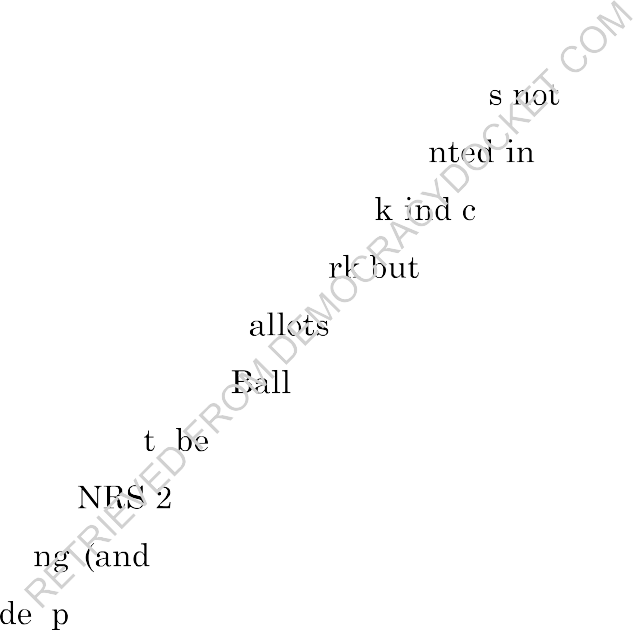 s not
nted in
k ind c
rk but
allots
Ball
t be
NRS 2
ng (and
de p
RETRIEVED FROM DEMOCRACYDOCKET.COM